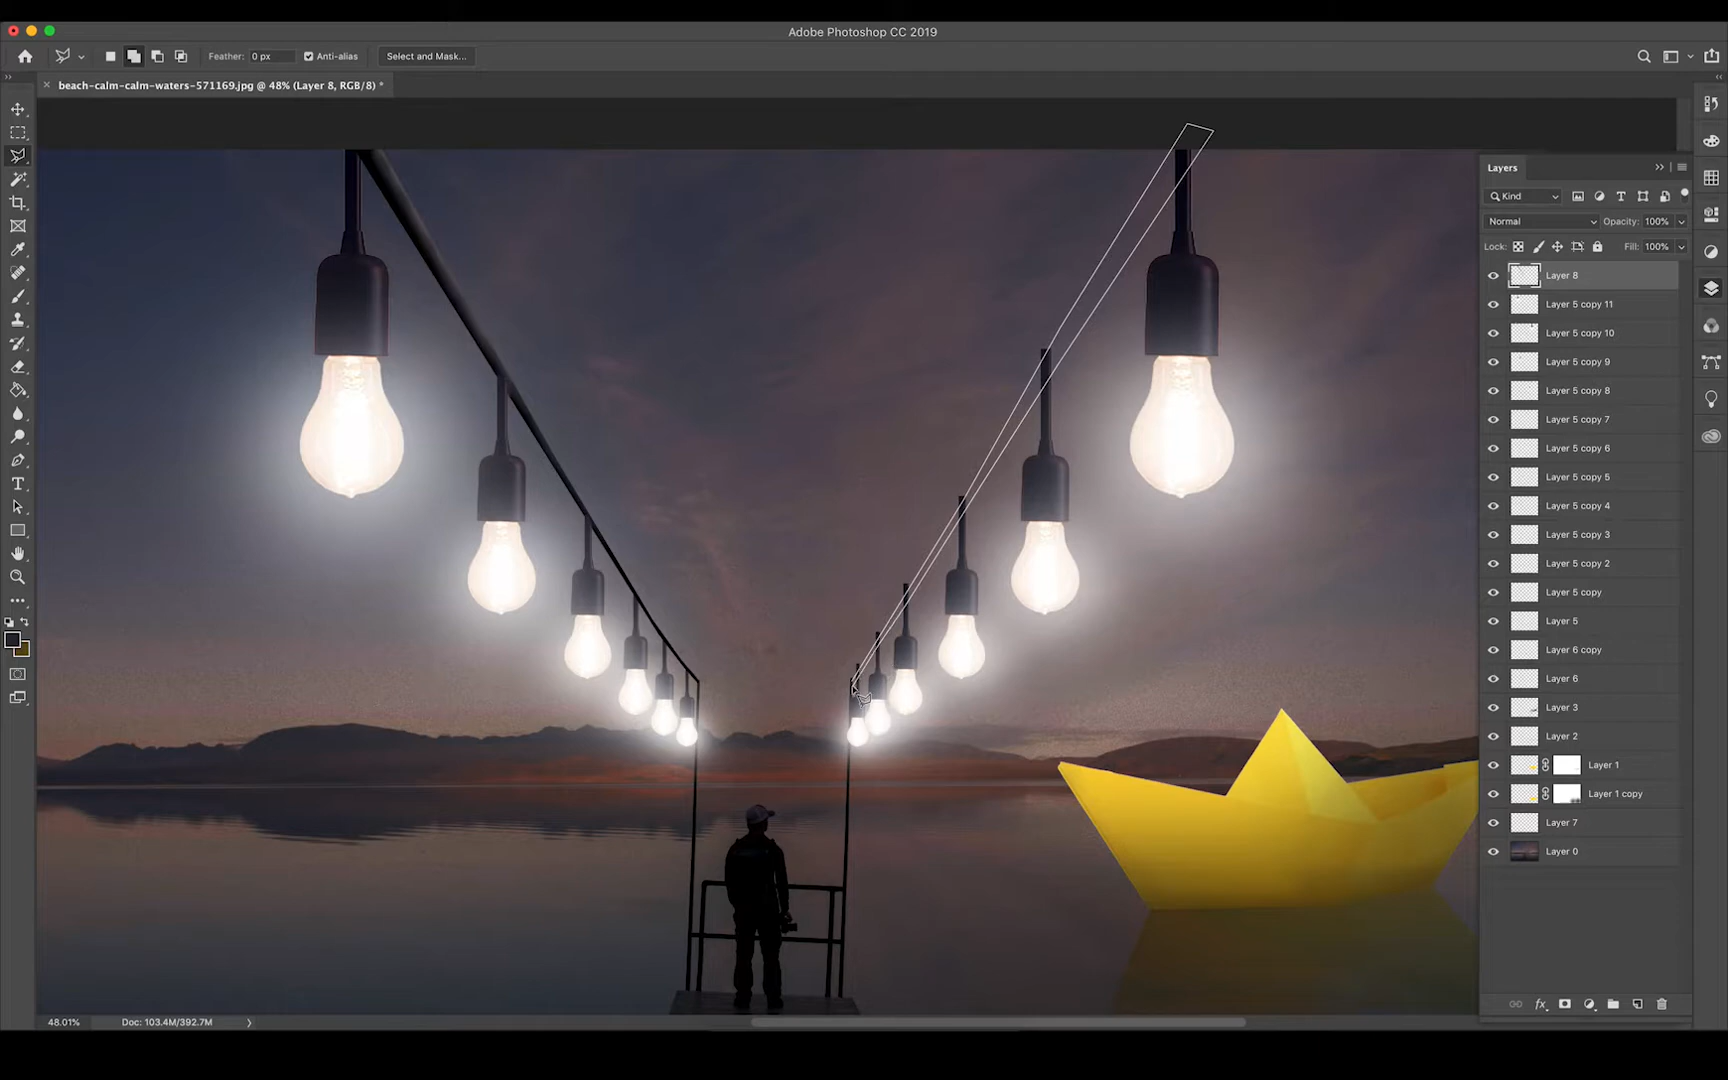 Adobe Photoshop CC 2019
Feather: 0 px
Anti-alias
Select and Mask...
beach-calm-calm-waters-571169.jpg @ 48% (Layer 8, RGB/8) *
Layers
Kind
Normal
Opacity: 100%
Lock:
Fill: 100%
Layer 8
Layer 5 copy 11
Layer 5 copy 10
Layer 5 copy 9
Layer 5 copy 8
Layer 5 copy 7
Layer 5 copy 6
Layer 5 copy 5
Layer 5 copy 4
Layer 5 copy 3
Layer 5 copy 2
Layer 5 copy
Layer 5
Layer 6 copy
Layer 6
Layer 3
Layer 2
Layer 1
Layer 1 copy
Layer 7
Layer 0
fx
48.01%
Doc: 103.4M/392.7M